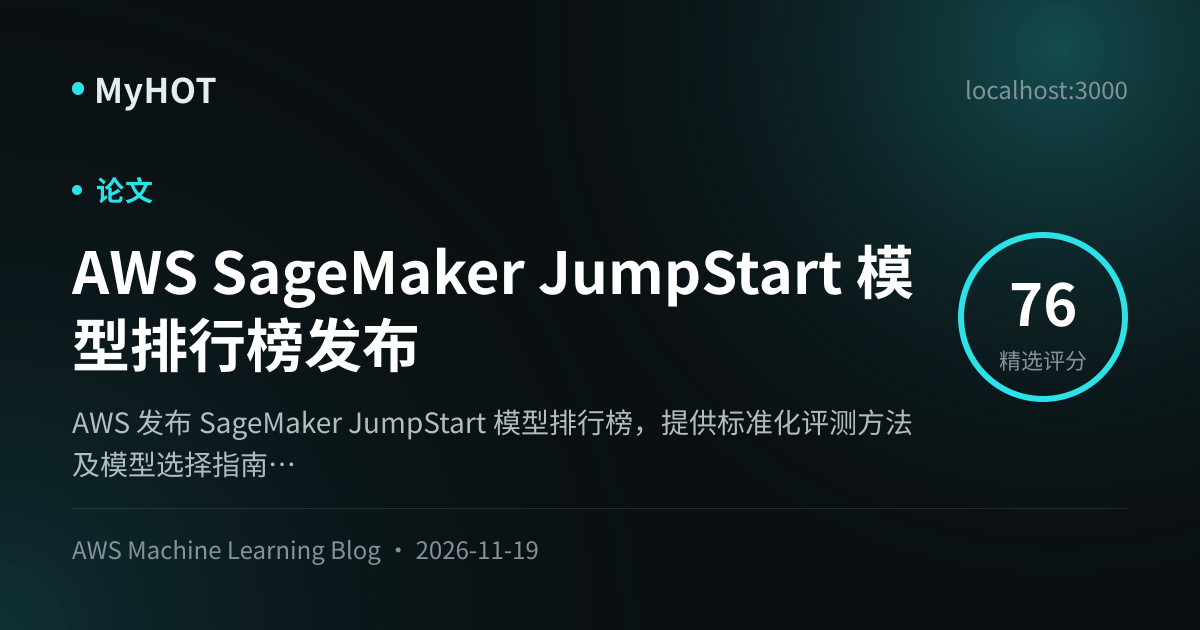 MyHOT
localhost:3000
论文
AWS SageMaker JumpStart 模
型排行榜发布
76
精选评分
AWS 发布 SageMaker JumpStart 模型排行榜，提供标准化评测方法
及模型选择指南…
AWS Machine Learning Blog • 2026-11-19